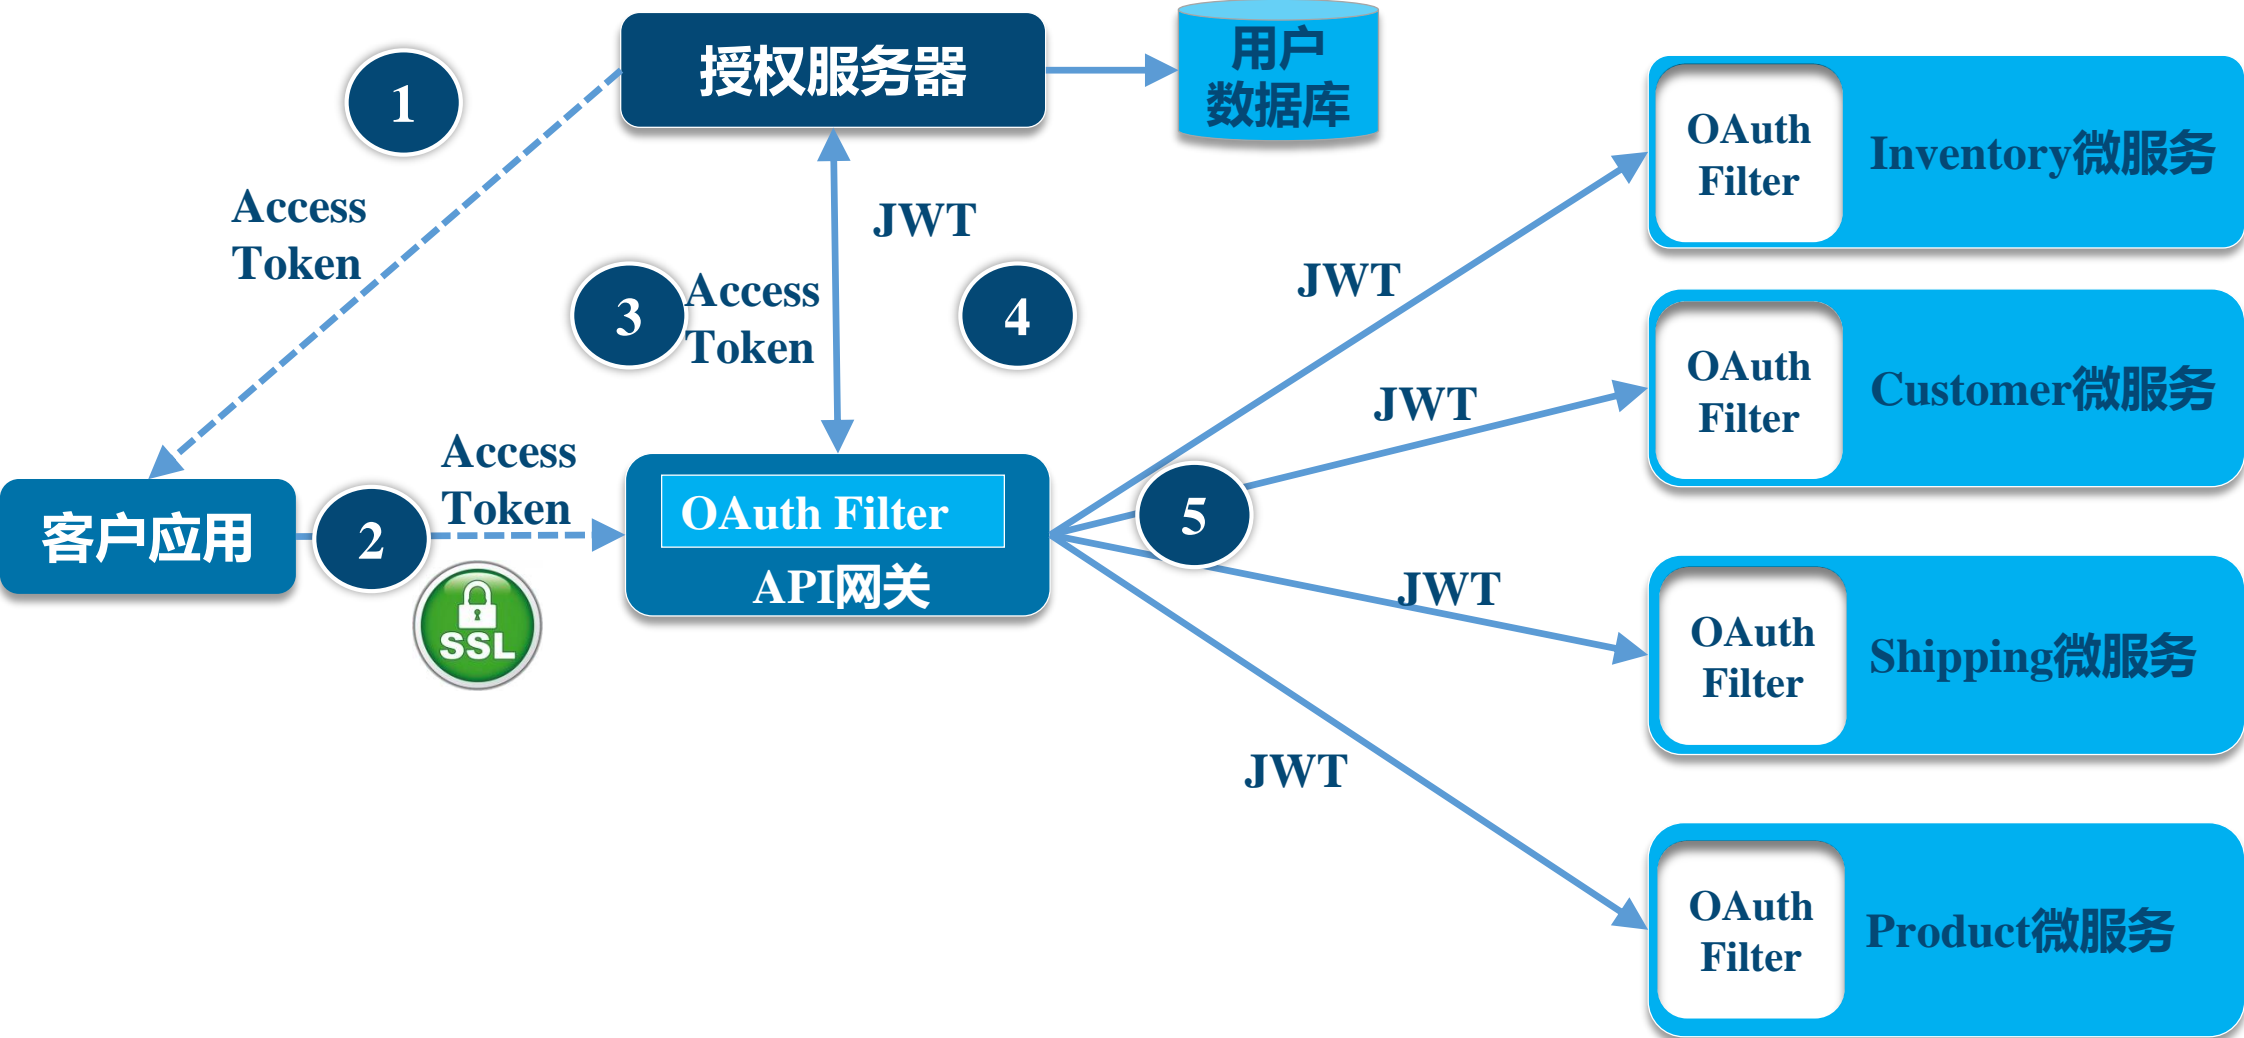 授权服务器
用户
数据库
1
Access
Token
JWT
3
Access
Token
4
客户应用
2
Access
Token
SSL
OAuth Filter
API网关
5
JWT
JWT
JWT
JWT
OAuth
Filter
Inventory微服务
OAuth
Filter
Customer微服务
OAuth
Filter
Shipping微服务
OAuth
Filter
Product微服务